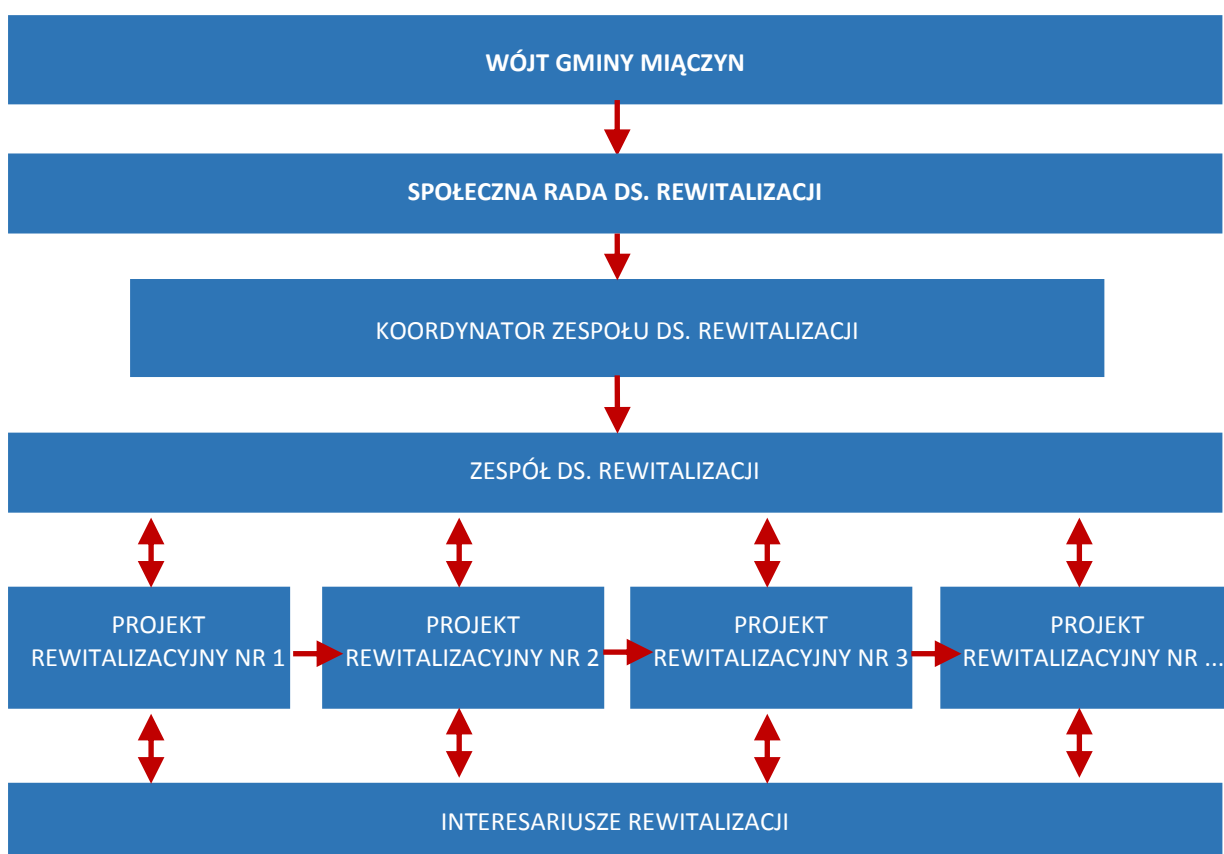 WÓJT GMINY MIĄCZYN
SPOŁECZNA RADA DS. REWITALIZACJI
KOORDYNATOR ZESPOŁU DS. REWITALIZACJI
ZESPÓŁ DS. REWITALIZACJI
PROJEKT
REWITALIZACYJNY NR 1
PROJEKT
REWITALIZACYJNY NR 2
PROJEKT
REWITALIZACYJNY NR 3
PROJEKT
REWITALIZACYJNY NR ...
INTERESARIUSZE REWITALIZACJI